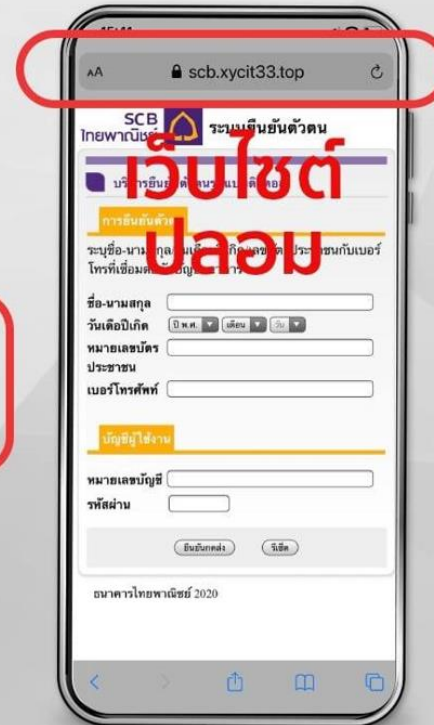 AA scb.xycit33.top
SCB
ไทยพาณิชย์ ระบบยืนยันตัวตน
เว็บไซต์
ปลอม
การยืนยันตัว
ระบุชื่อ-นามสกุล ประชาชนกับเบอร์
โทรที่เชื่อม
ชื่อ-นามสกุล
วันเดือปีเกิด ปี พ.ศ. เดือน วัน
หมายเลขบัตร
ประชาชน
เบอร์โทรศัพท์
บัญชีผู้ใช้งาน
หมายเลขบัญชี
รหัสผ่าน
ยืนยันกดส่ง รีเซ็ต
ธนาคารไทยพาณิชย์ 2020